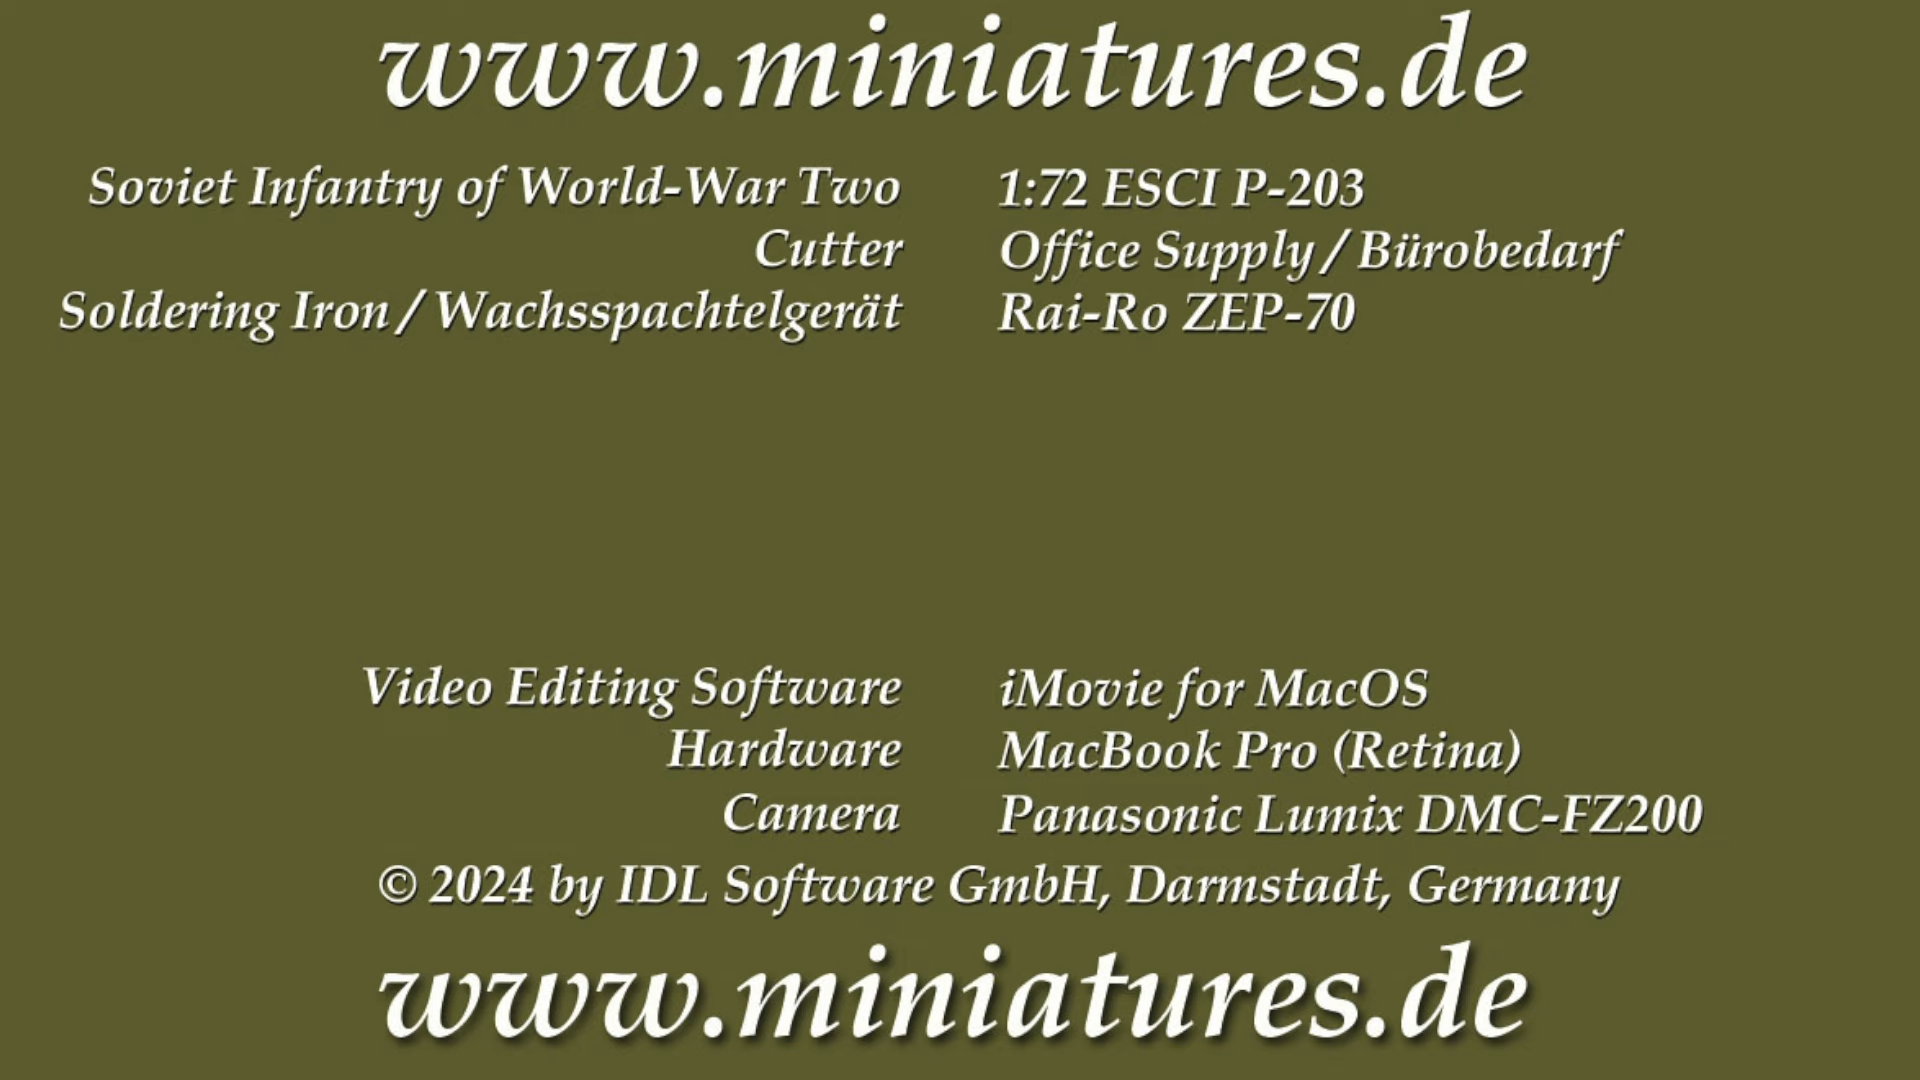 www.miniatures.de
Soviet Infantry of World-War Two 1:72 ESCI P-203
Cutter Office Supply / Bürobedarf
Soldering Iron / Wachsspachtelgerät Rai-Ro ZEP-70
Video Editing Software iMovie for MacOS
Hardware MacBook Pro (Retina)
Camera Panasonic Lumix DMC-FZ200
© 2024 by IDL Software GmbH, Darmstadt, Germany
www.miniatures.de